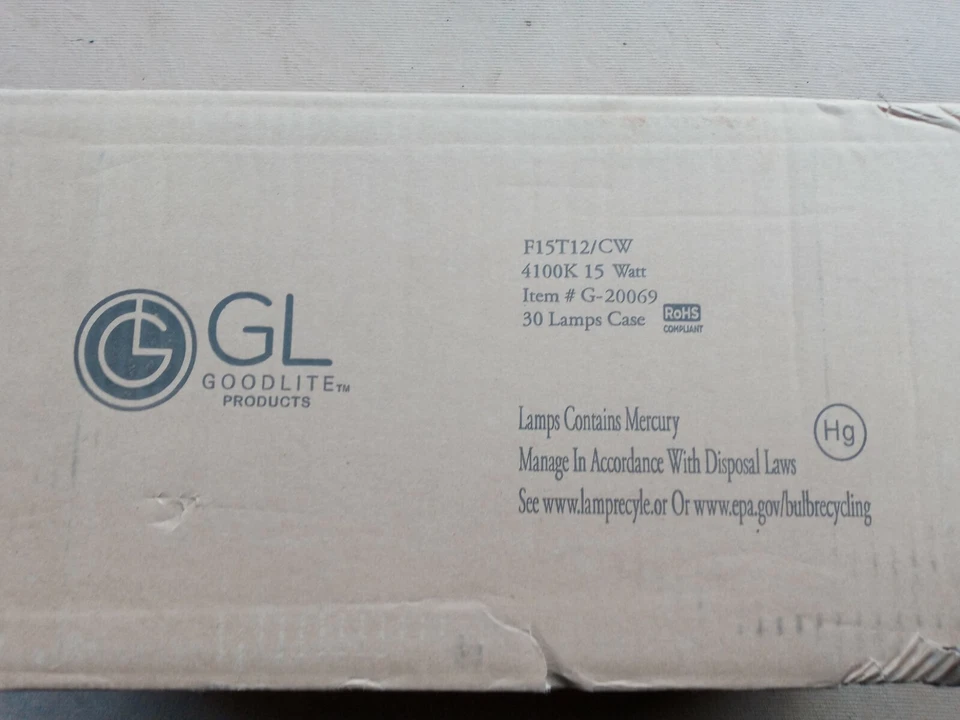 GL
GOODLITE™
PRODUCTS
F15T12/CW
4100K 15 Watt
Item # G-20069
30 Lamps Case
RoHS
COMPLIANT
Lamps Contains Mercury
Hg
Manage In Accordance With Disposal Laws
See www.lamprecyle.or Or www.epa.gov/bulbrecycling